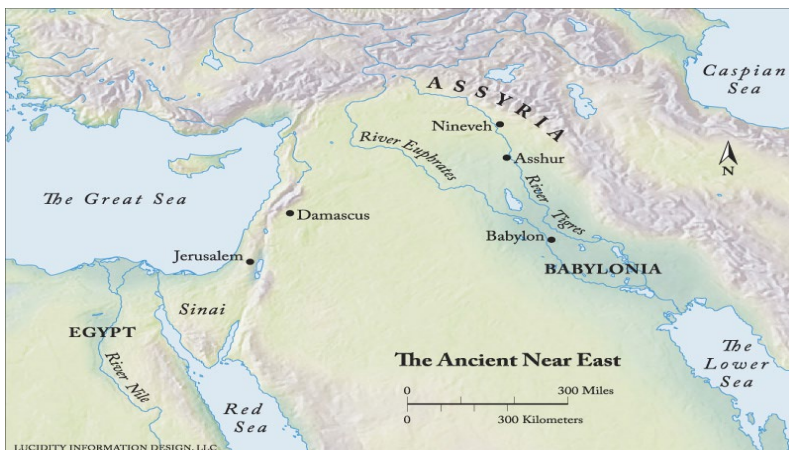 Caspian
Sea
ASSYRIA
Nineveh
River Euphrates
Asshur
N
The Great Sea
River Tigres
Damascus
Babylon
Jerusalem
BABYLONIA
Sinai
EGYPT
River Nile
The Ancient Near East
The
Lower
Sea
0 300 Miles
Red
Sea
0 300 Kilometers
LUCIDITY INFORMATION DESIGN, LLC